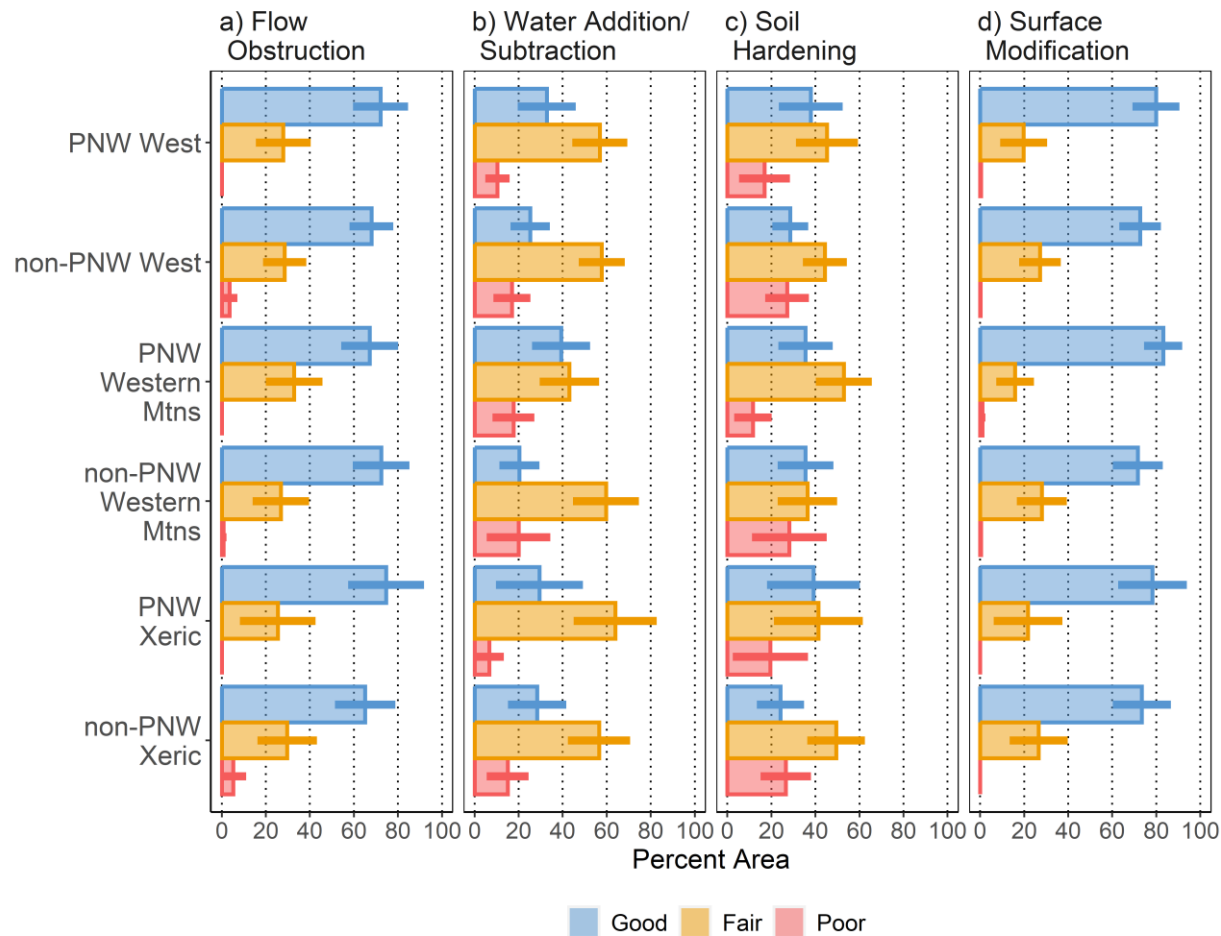 a) Flow
Obstruction
b) Water Addition/
Subtraction
c) Soil
Hardening
d) Surface
Modification
PNW West
non-PNW West
PNW
Western
Mtns
non-PNW
Western
Mtns
PNW
Xeric
non-PNW
Xeric
0 20 40 60 80 100
0 20 40 60 80 100
0 20 40 60 80 100
0 20 40 60 80 100
Percent Area
Good Fair Poor